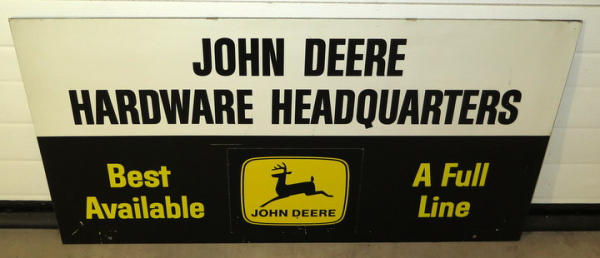 JOHN DEERE
HARDWARE HEADQUARTERS
Best
Available
JOHN DEERE
A Full
Line